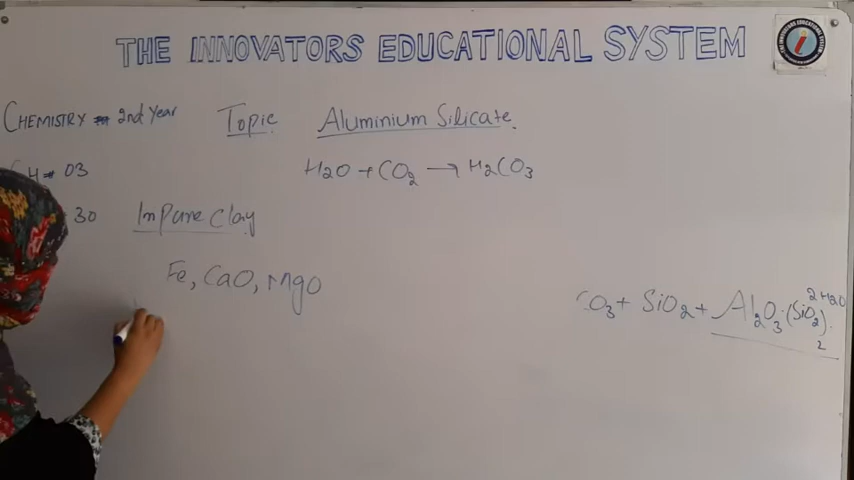 THE INNOVATORS EDUCATIONAL SYSTEM
CHEMISTRY 2nd Year Topic Aluminium Silicate.
CH 03
H2O + CO2 → H2CO3
30 InPure Clay
Fe, CaO, MgO
CO3 + SiO2 + Al2O3.(SiO2)2.2H2O